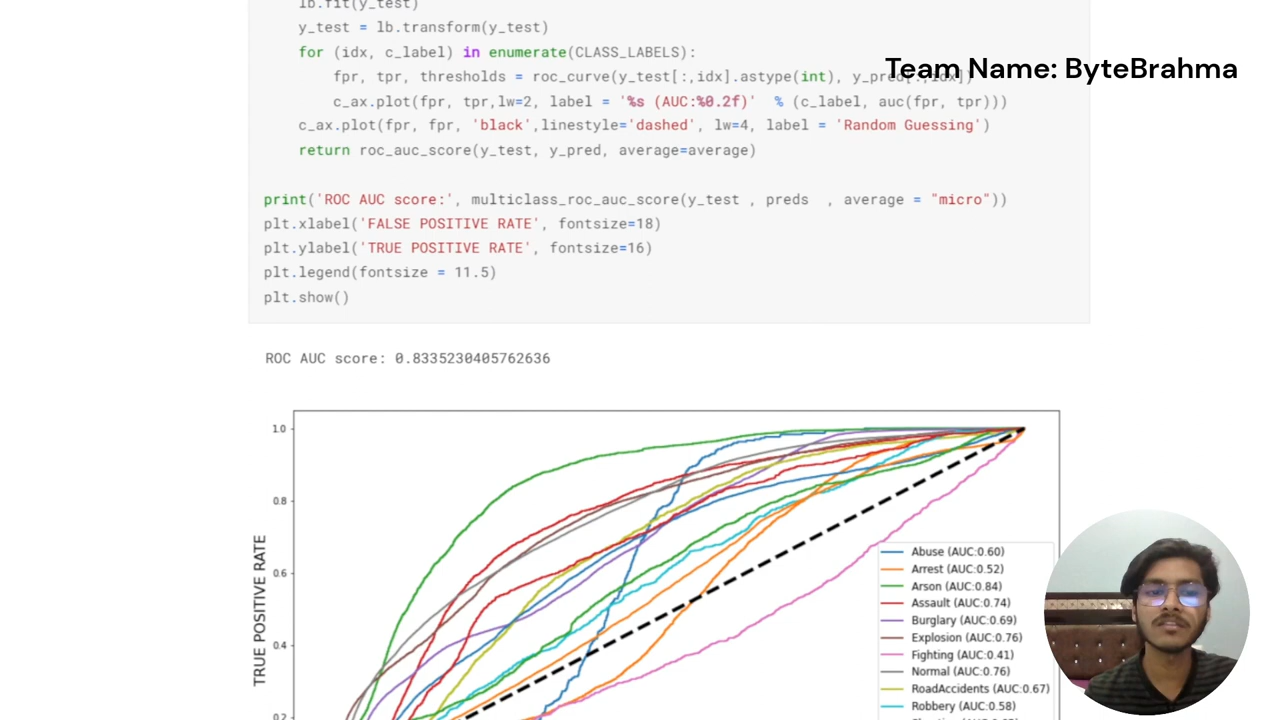 lb.fit(y_test)
y_test = lb.transform(y_test)
for (idx, c_label) in enumerate(CLASS_LABELS):
fpr, tpr, thresholds = roc_curve(y_test[:,idx].astype(int), y_pred[:,idx])
Team Name: ByteBrahma
c_ax.plot(fpr, tpr,lw=2, label = '%s (AUC:%0.2f)'  % (c_label, auc(fpr, tpr)))
c_ax.plot(fpr, fpr, 'black',linestyle='dashed', lw=4, label = 'Random Guessing')
return roc_auc_score(y_test, y_pred, average=average)
print('ROC AUC score:', multiclass_roc_auc_score(y_test , preds  , average = "micro"))
plt.xlabel('FALSE POSITIVE RATE', fontsize=18)
plt.ylabel('TRUE POSITIVE RATE', fontsize=16)
plt.legend(fontsize = 11.5)
plt.show()
ROC AUC score: 0.8335230405762636
1.0
0.8
0.6
0.4
0.2
TRUE POSITIVE RATE
Abuse (AUC:0.60)
Arrest (AUC:0.52)
Arson (AUC:0.84)
Assault (AUC:0.74)
Burglary (AUC:0.69)
Explosion (AUC:0.76)
Fighting (AUC:0.41)
Normal (AUC:0.76)
RoadAccidents (AUC:0.67)
Robbery (AUC:0.58)